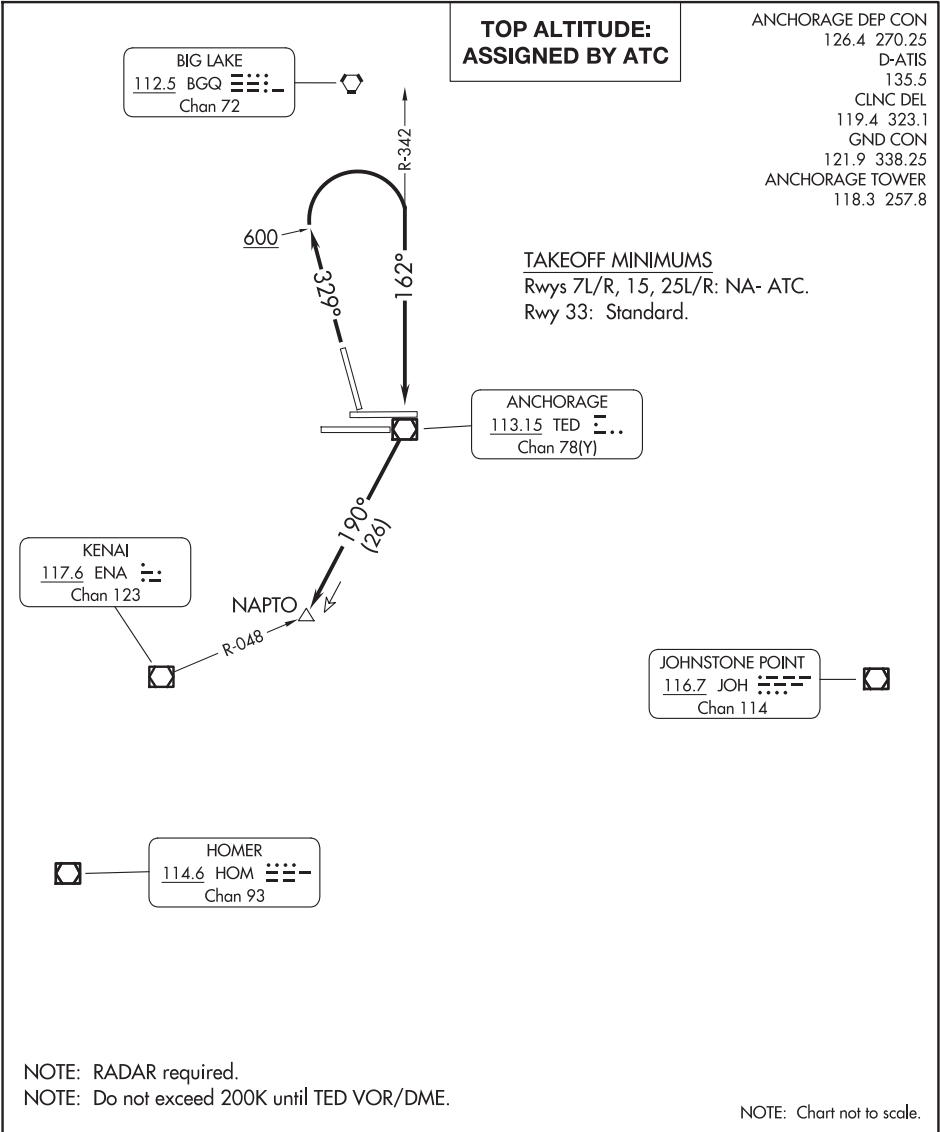 TOP ALTITUDE:
ASSIGNED BY ATC
ANCHORAGE DEP CON
126.4 270.25
D-ATIS
135.5
CLNC DEL
119.4 323.1
GND CON
121.9 338.25
ANCHORAGE TOWER
118.3 257.8
BIG LAKE
112.5 BGQ
Chan 72
R-342
600
329°
162°
TAKEOFF MINIMUMS
Rwys 7L/R, 15, 25L/R: NA- ATC.
Rwy 33: Standard.
ANCHORAGE
113.15 TED
Chan 78(Y)
190°
(26)
KENAI
117.6 ENA
Chan 123
NAPTO
R-048
JOHNSTONE POINT
116.7 JOH
Chan 114
HOMER
114.6 HOM
Chan 93
NOTE: RADAR required.
NOTE: Do not exceed 200K until TED VOR/DME.
NOTE: Chart not to scale.